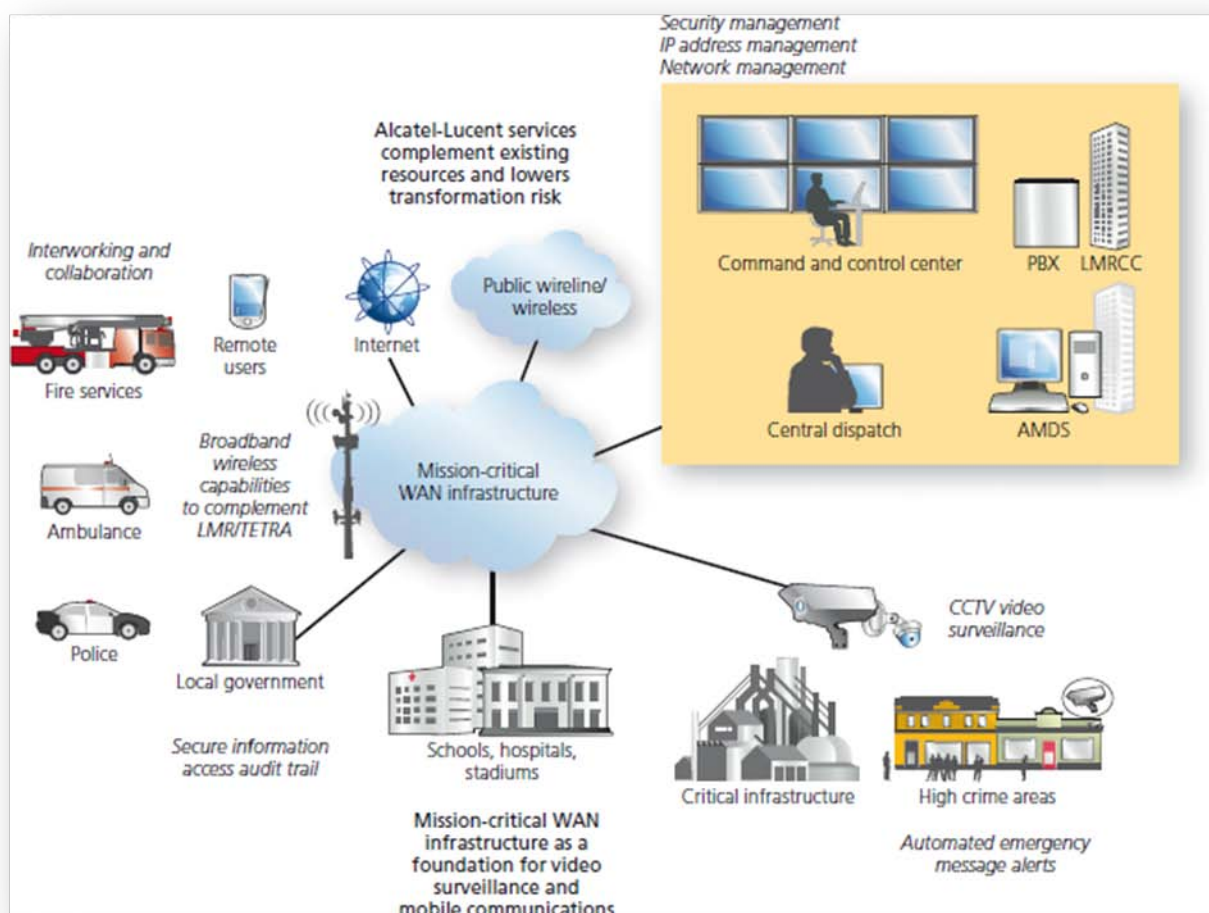 Security management
IP address management
Network management
Alcatel-Lucent services
complement existing
resources and lowers
transformation risk
Interworking and
collaboration
Fire services
Remote
users
Internet
Public wireline/
wireless
Command and control center
PBX
LMRCC
Central dispatch
AMDS
Broadband
wireless
capabilities
to complement
LMR/TETRA
Mission-critical
WAN infrastructure
Ambulance
Police
Local government
Secure information
access audit trail
Schools, hospitals,
stadiums
CCTV video
surveillance
Critical infrastructure
High crime areas
Automated emergency
message alerts
Mission-critical WAN
infrastructure as a
foundation for video
surveillance and
mobile communications